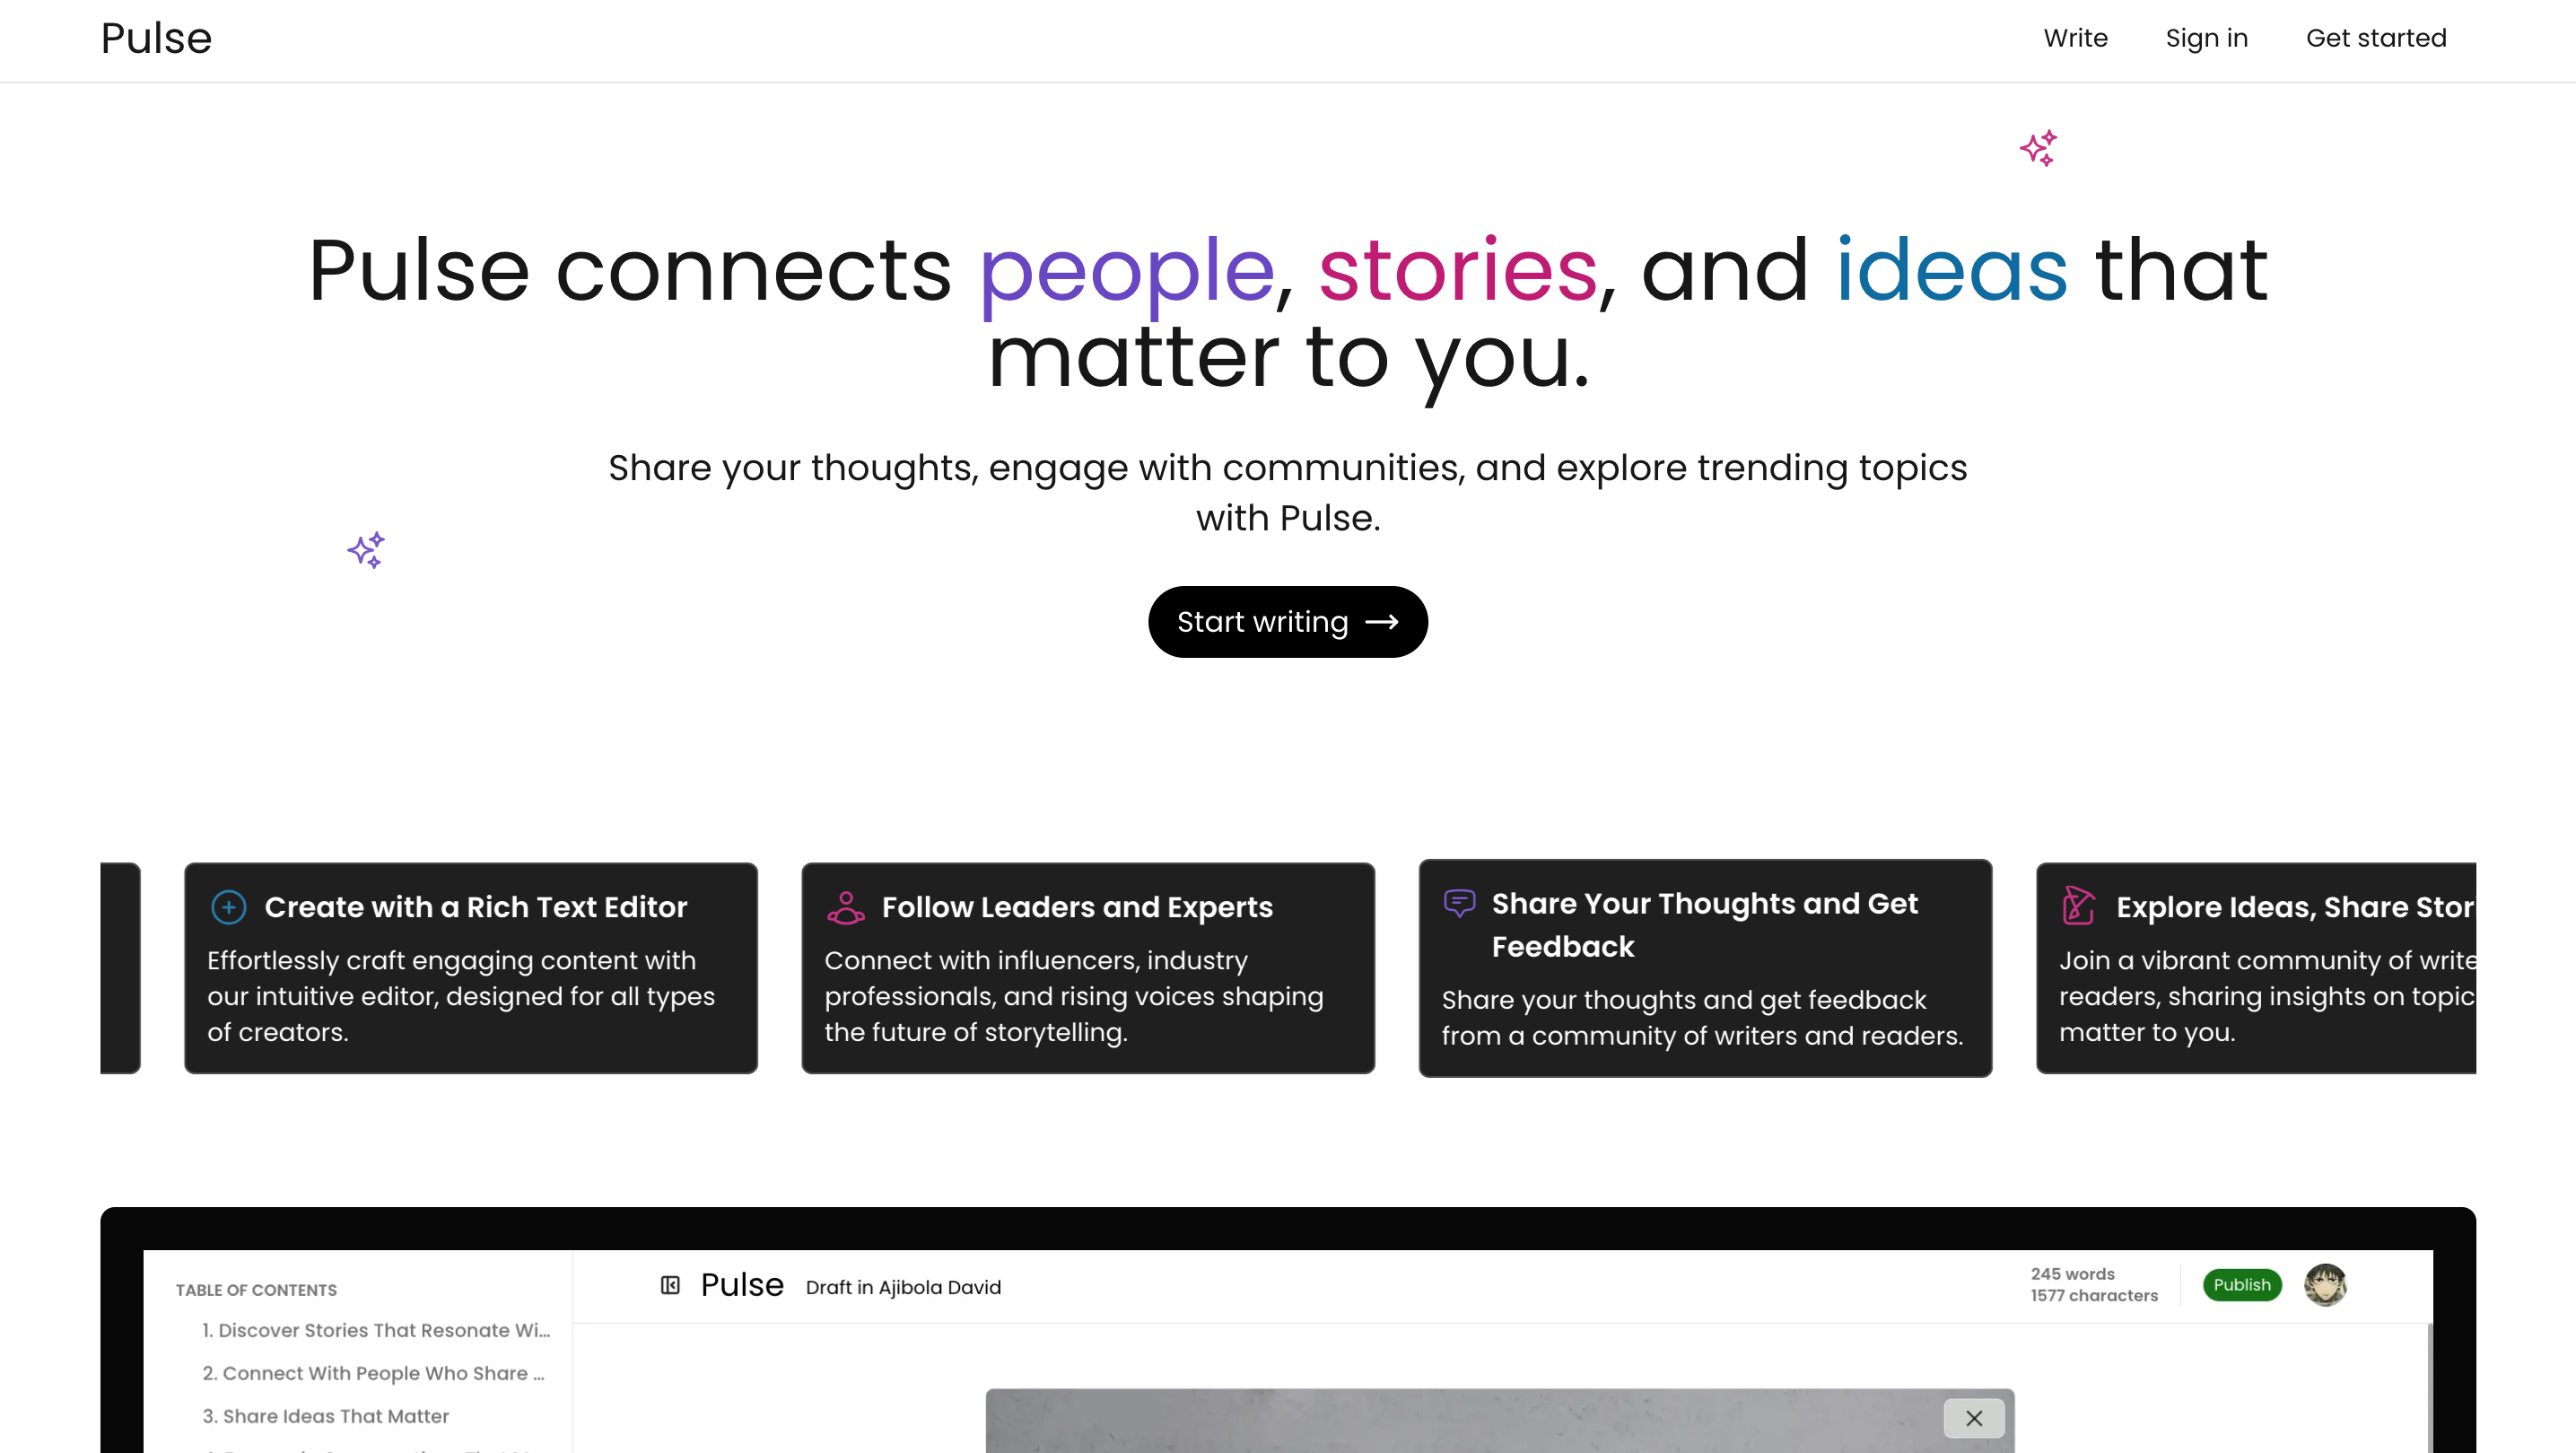 Pulse
Write
Sign in
Get started
Pulse connects people, stories, and ideas that
matter to you.
Share your thoughts, engage with communities, and explore trending topics
with Pulse.
Start writing
Create with a Rich Text Editor
Effortlessly craft engaging content with
our intuitive editor, designed for all types
of creators.
Follow Leaders and Experts
Connect with influencers, industry
professionals, and rising voices shaping
the future of storytelling.
Share Your Thoughts and Get
Feedback
Share your thoughts and get feedback
from a community of writers and readers.
Explore Ideas, Share Stor
Join a vibrant community of write
readers, sharing insights on topic
matter to you.
TABLE OF CONTENTS
1. Discover Stories That Resonate Wi...
2. Connect With People Who Share ...
3. Share Ideas That Matter
Pulse
Draft in Ajibola David
245 words
1577 characters
Publish